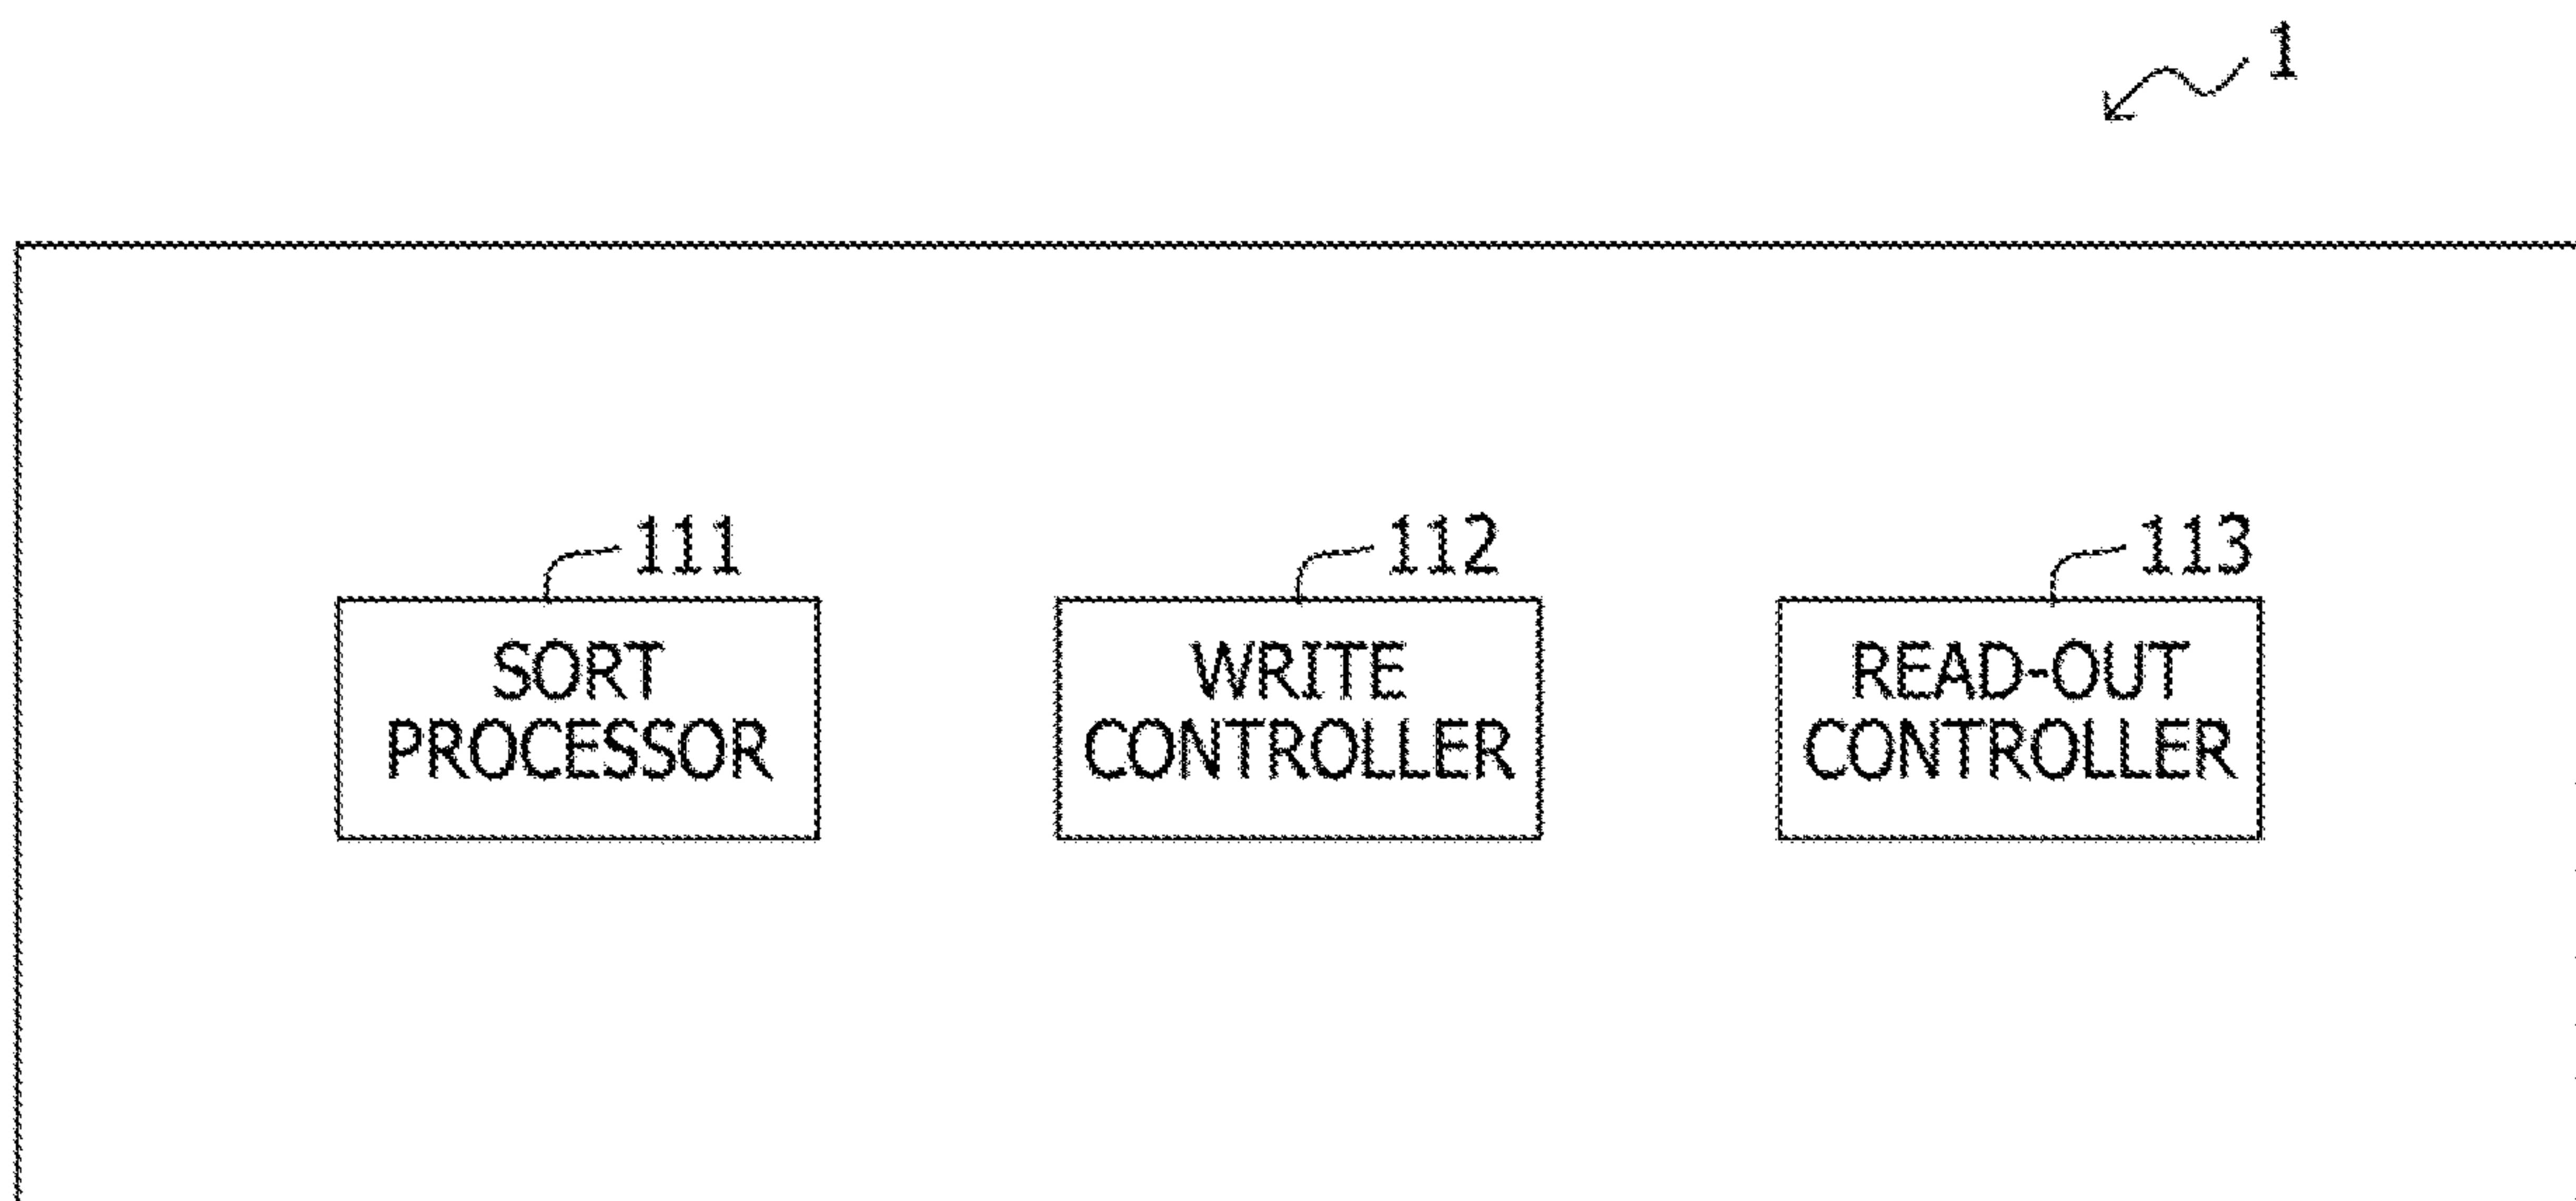 1
111
SORT
PROCESSOR
112
WRITE
CONTROLLER
113
READ-OUT
CONTROLLER